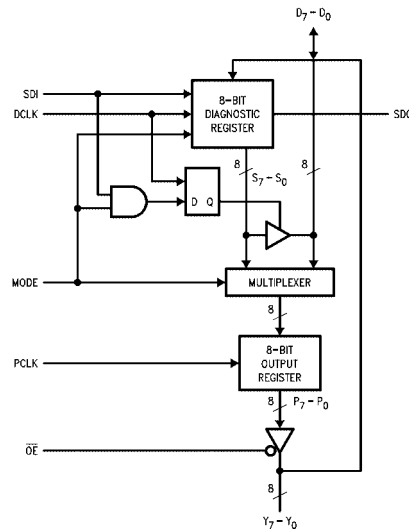 D7 – D0
SDI
DCLK
8-BIT
DIAGNOSTIC
REGISTER
SDO
8
S7 – S0
8
D Q
MODE
MULTIPLEXER
8
PCLK
8-BIT
OUTPUT
REGISTER
8
P7 – P0
OE
8
Y7 – Y0